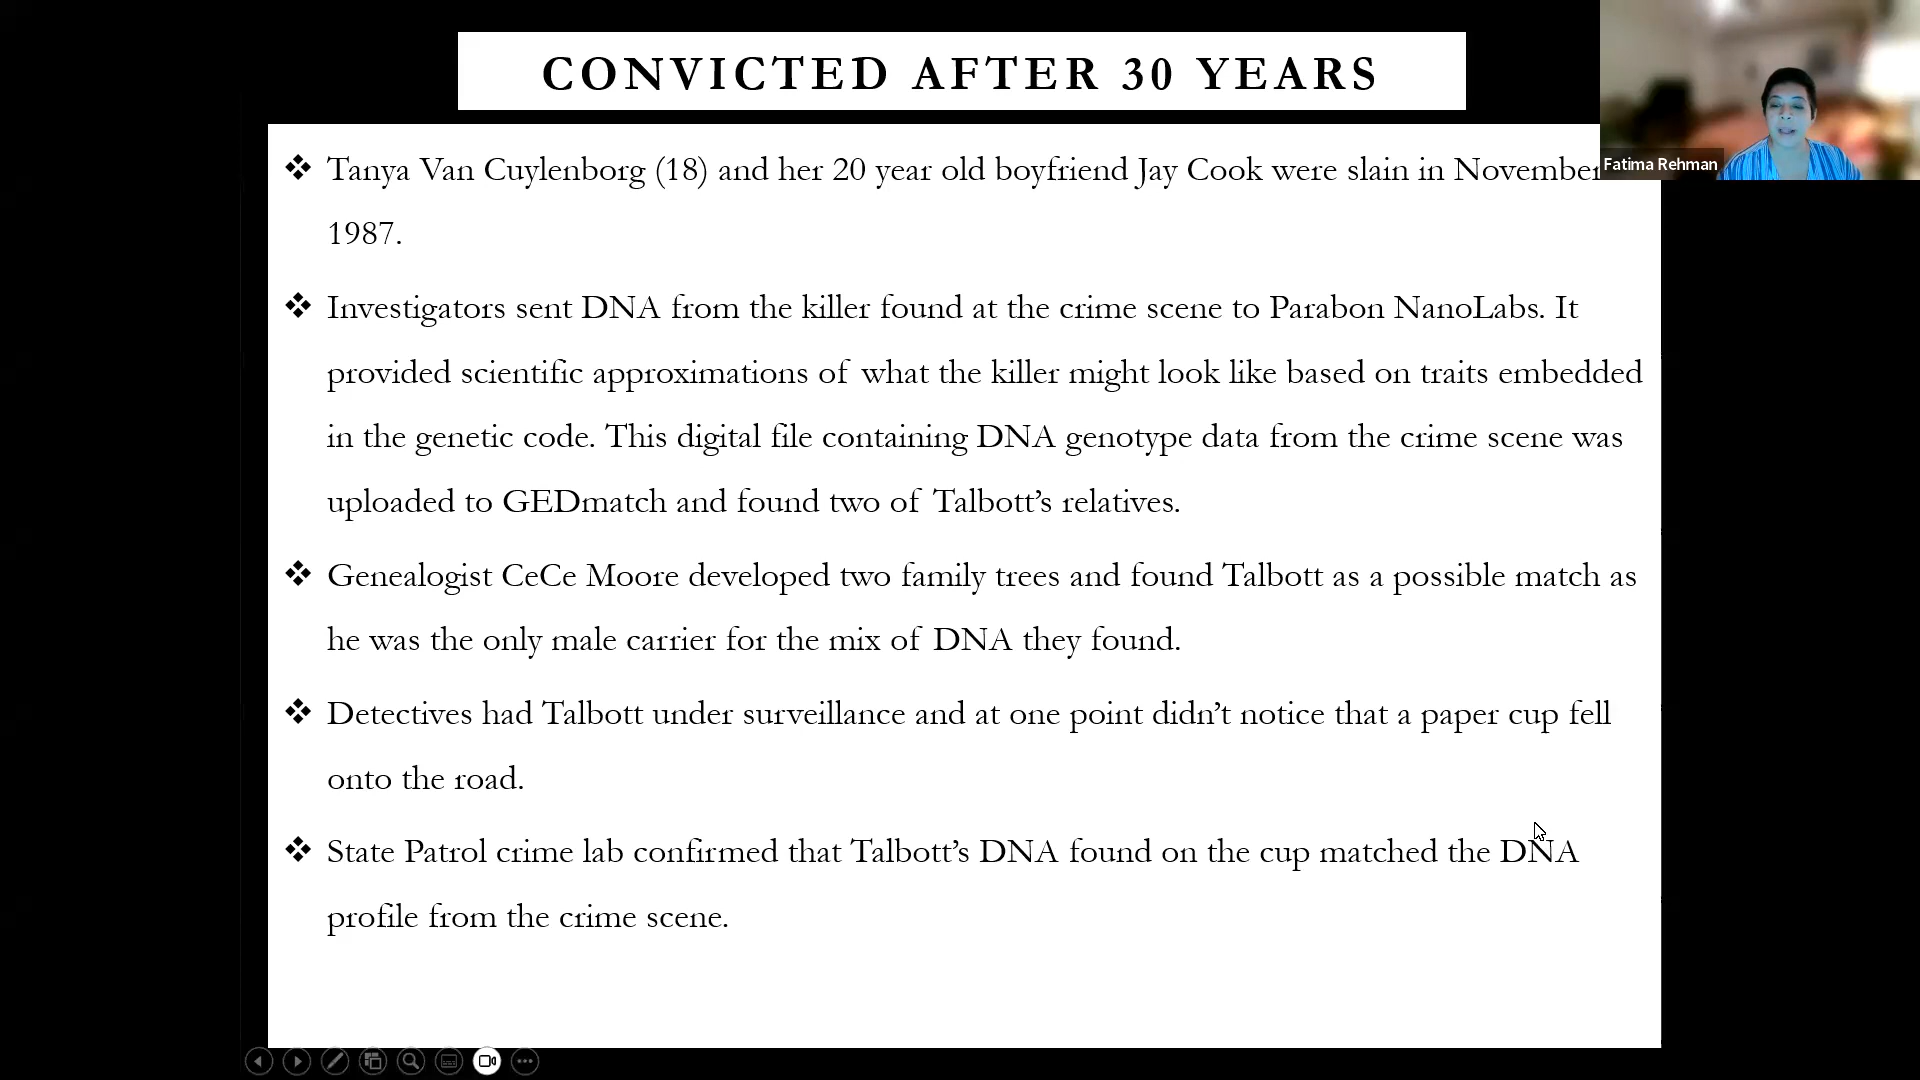 CONVICTED AFTER 30 YEARS
Fatima Rehman
Tanya Van Cuylenborg (18) and her 20 year old boyfriend Jay Cook were slain in November
1987.
Investigators sent DNA from the killer found at the crime scene to Parabon NanoLabs. It
provided scientific approximations of what the killer might look like based on traits embedded
in the genetic code. This digital file containing DNA genotype data from the crime scene was
uploaded to GEDmatch and found two of Talbott’s relatives.
Genealogist CeCe Moore developed two family trees and found Talbott as a possible match as
he was the only male carrier for the mix of DNA they found.
Detectives had Talbott under surveillance and at one point didn’t notice that a paper cup fell
onto the road.
State Patrol crime lab confirmed that Talbott’s DNA found on the cup matched the DNA
profile from the crime scene.